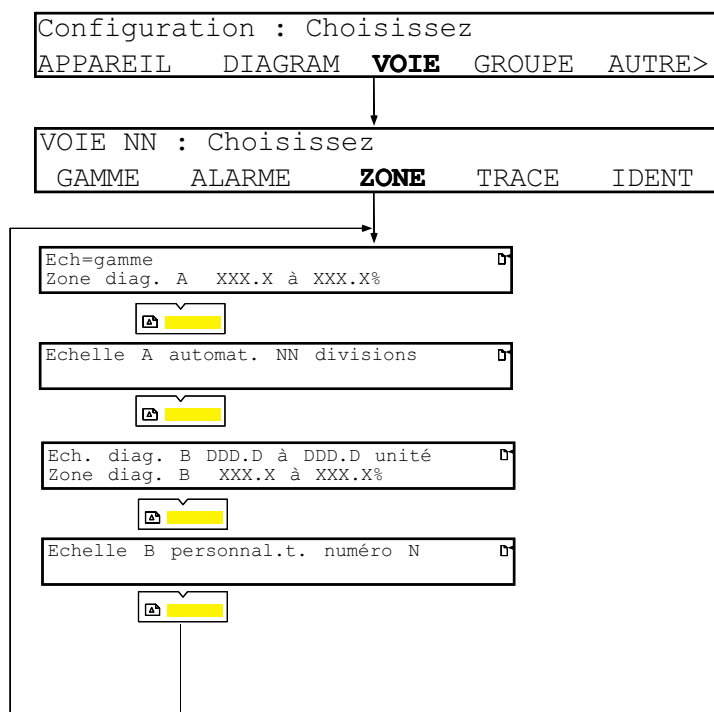 Configuration : Choisissez
APPAREIL DIAGRAM VOIE GROUPE AUTRE>
VOIE NN : Choisissez
GAMME ALARME ZONE TRACE IDENT
Ech=gamme
Zone diag. A XXX.X à XXX.X%
Echelle A automat. NN divisions
Ech. diag. B DDD.D à DDD.D unité
Zone diag. B XXX.X à XXX.X%
Echelle B personnal.t. numéro N